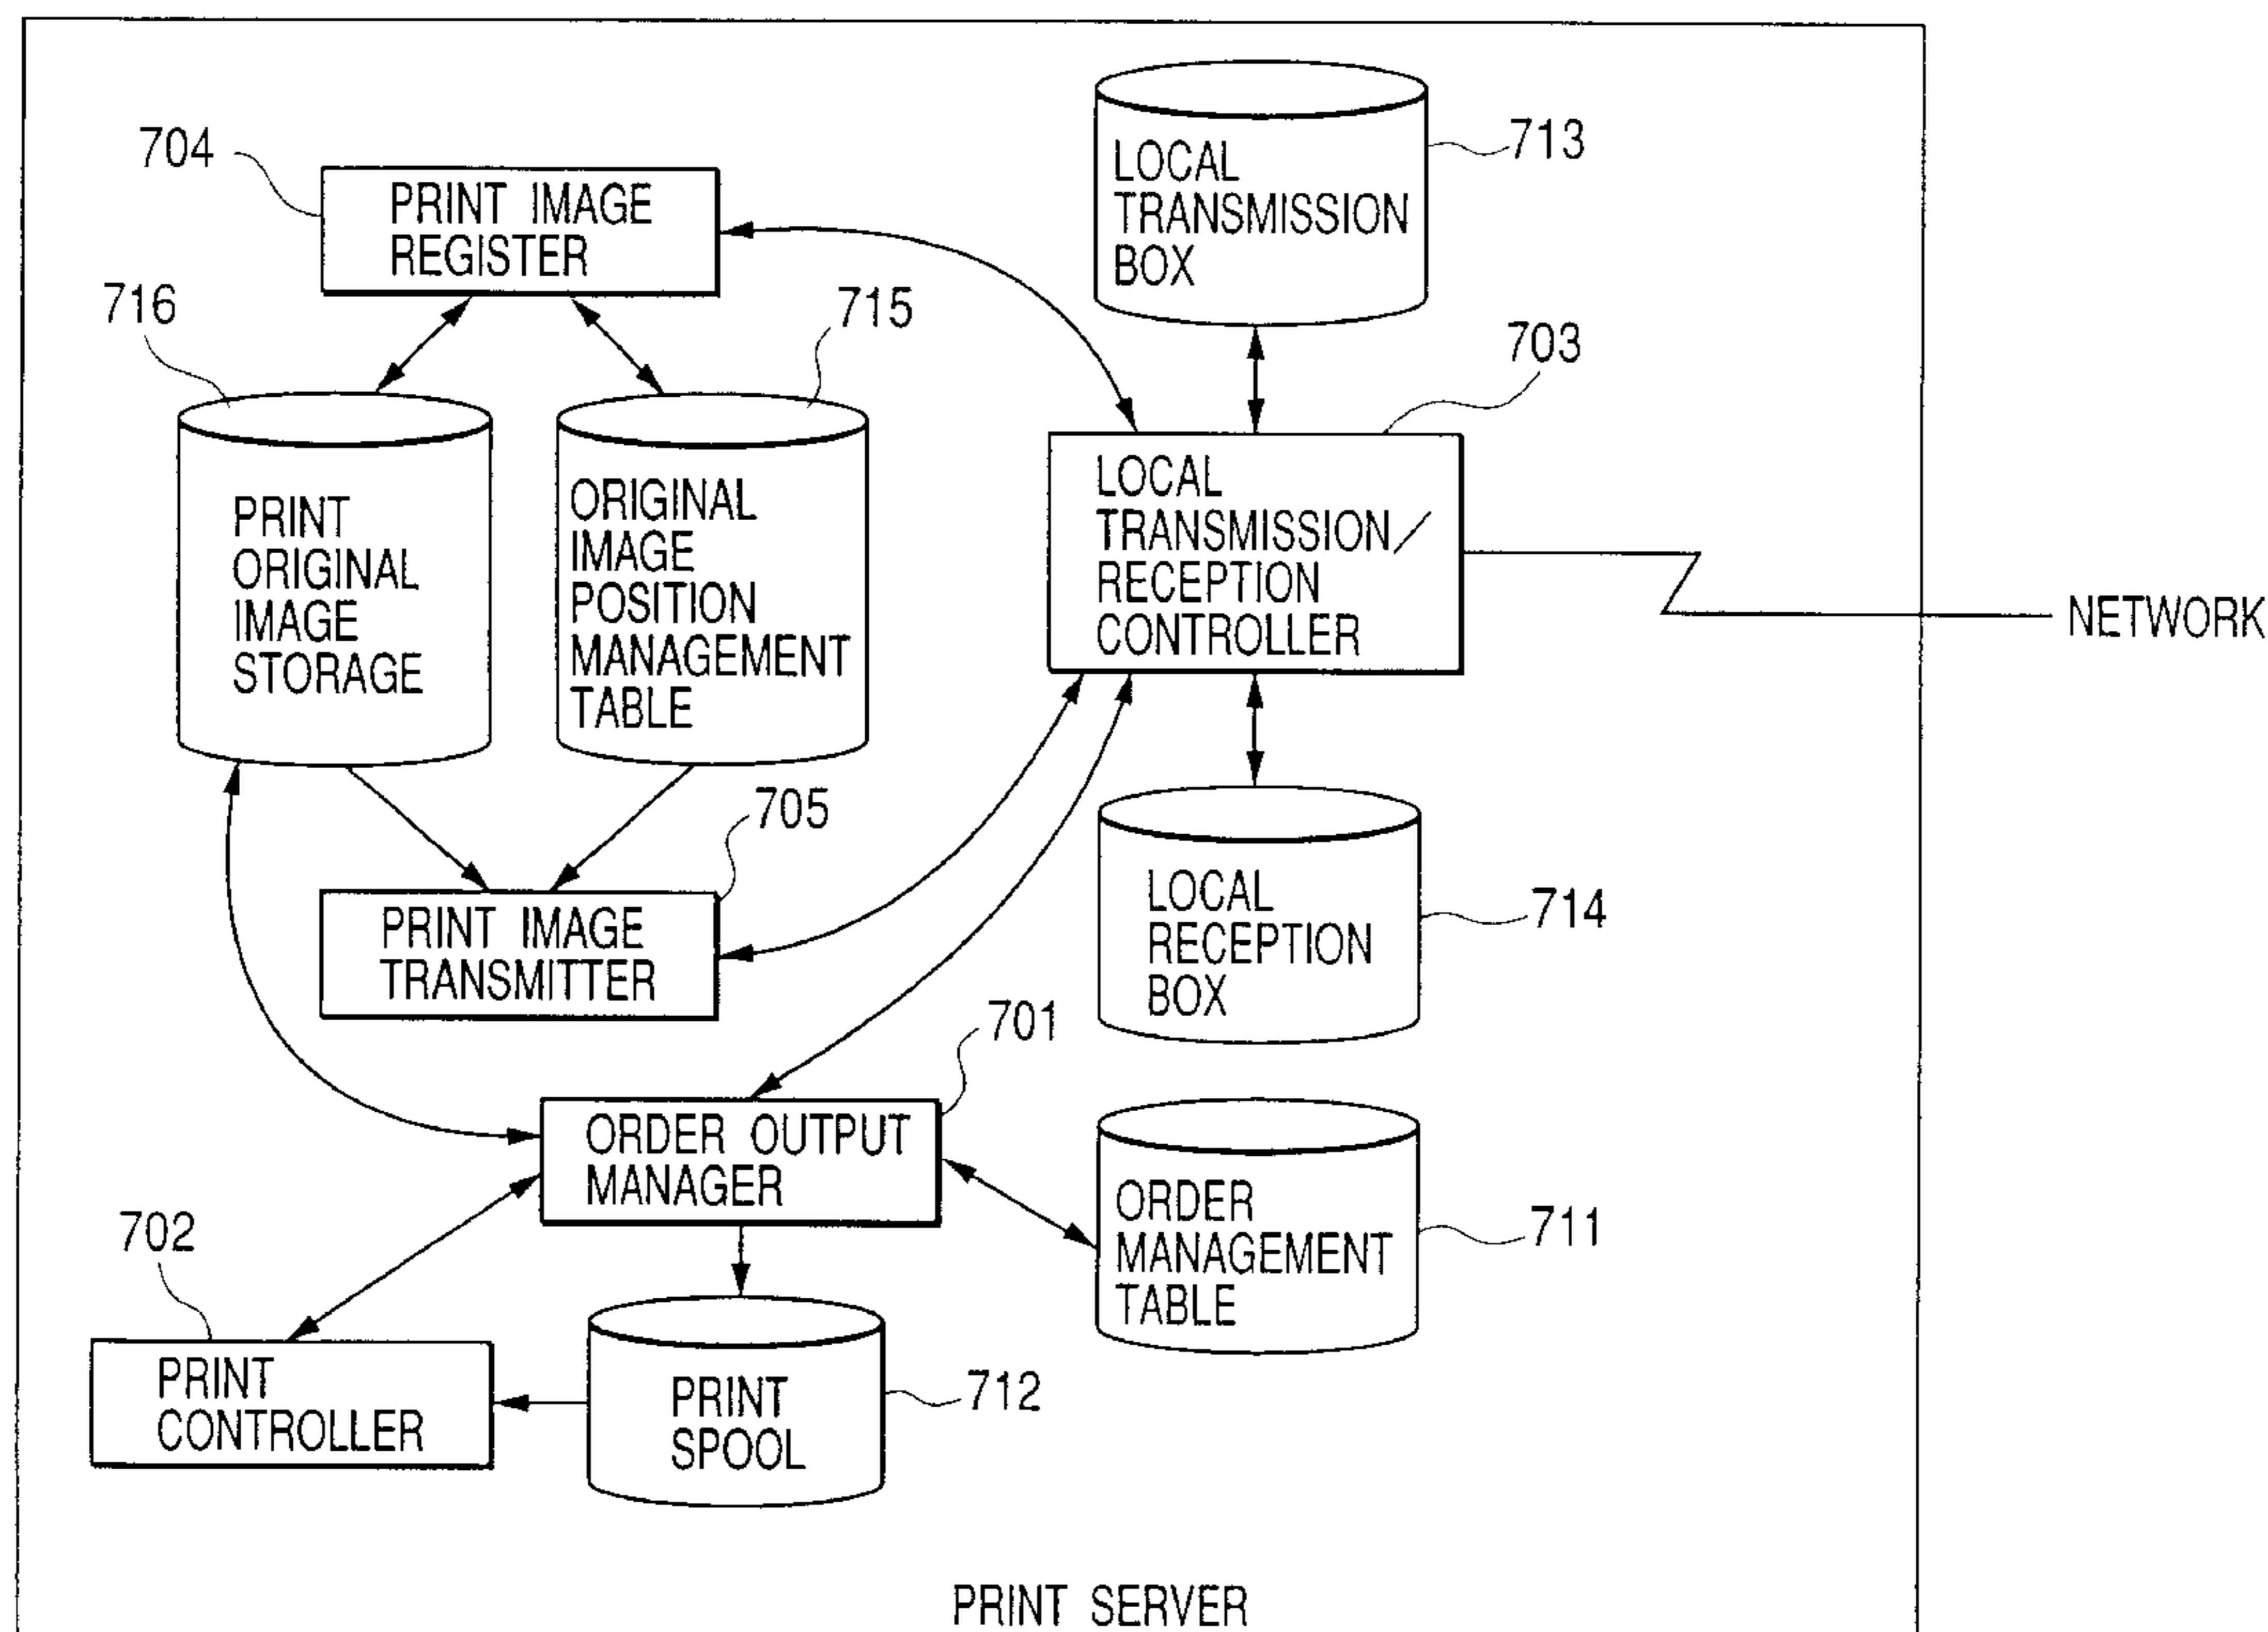 704
PRINT IMAGE
REGISTER
713
LOCAL
TRANSMISSION
BOX
716
715
703
PRINT
ORIGINAL
IMAGE
STORAGE
ORIGINAL
IMAGE
POSITION
MANAGEMENT
TABLE
LOCAL
TRANSMISSION/
RECEPTION
CONTROLLER
NETWORK
705
PRINT IMAGE
TRANSMITTER
LOCAL
RECEPTION
BOX
714
701
ORDER OUTPUT
MANAGER
ORDER
MANAGEMENT
TABLE
711
702
PRINT
CONTROLLER
PRINT
SPOOL
712
PRINT SERVER